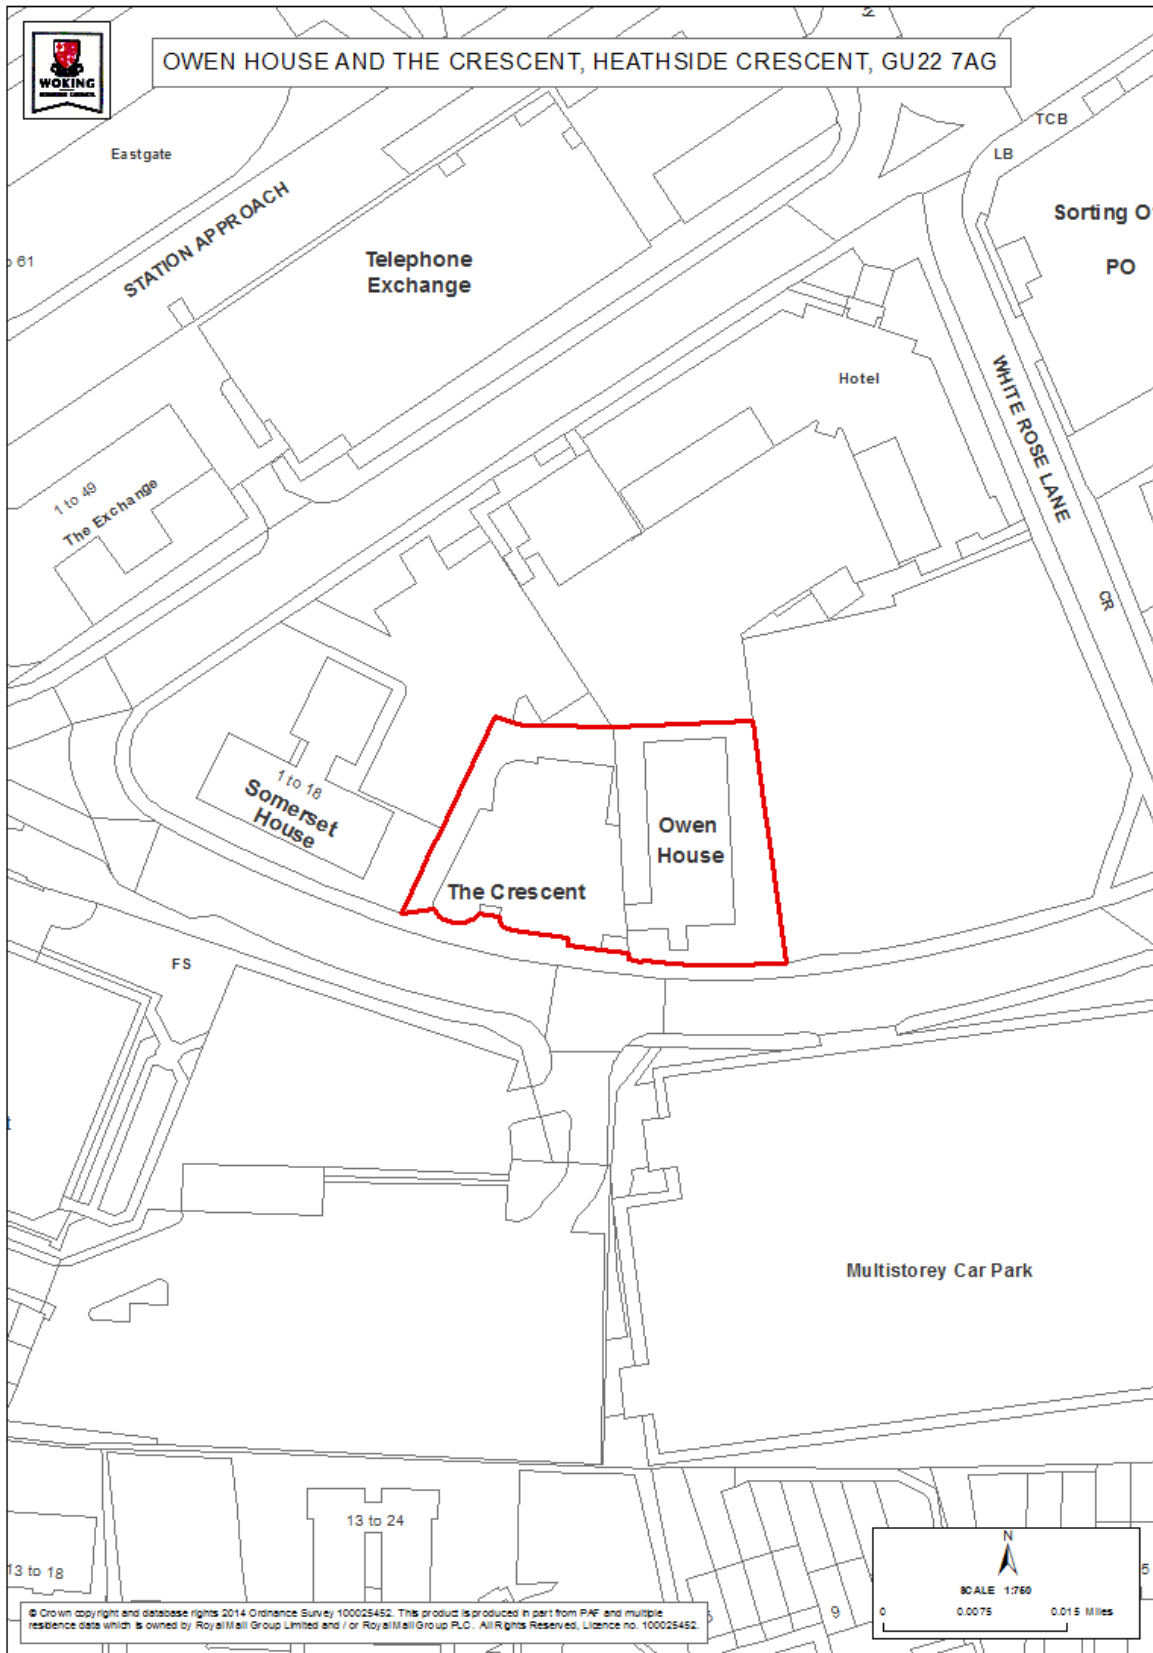 WOKING
BOROUGH COUNCIL
OWEN HOUSE AND THE CRESCENT, HEATHSIDE CRESCENT, GU22 7AG
TCB
Eastgate
LB
STATION APPROACH
Sorting Of
Telephone
Exchange
o 61
PO
WHITE ROSE LANE
Hotel
1 to 49
The Exchange
CR
1 to 18
Somerset
House
Owen
House
The Crescent
FS
t
Multistorey Car Park
13 to 24
13 to 18
9
5
N
SCALE 1:750
0 0.0075 0.015 Miles
© Crown copyright and database rights 2014 Ordnance Survey 100025452. This product is produced in part from PAF and multiple
residence data which is owned by Royal Mail Group Limited and / or Royal Mail Group PLC. All Rights Reserved, Licence no. 100025452.